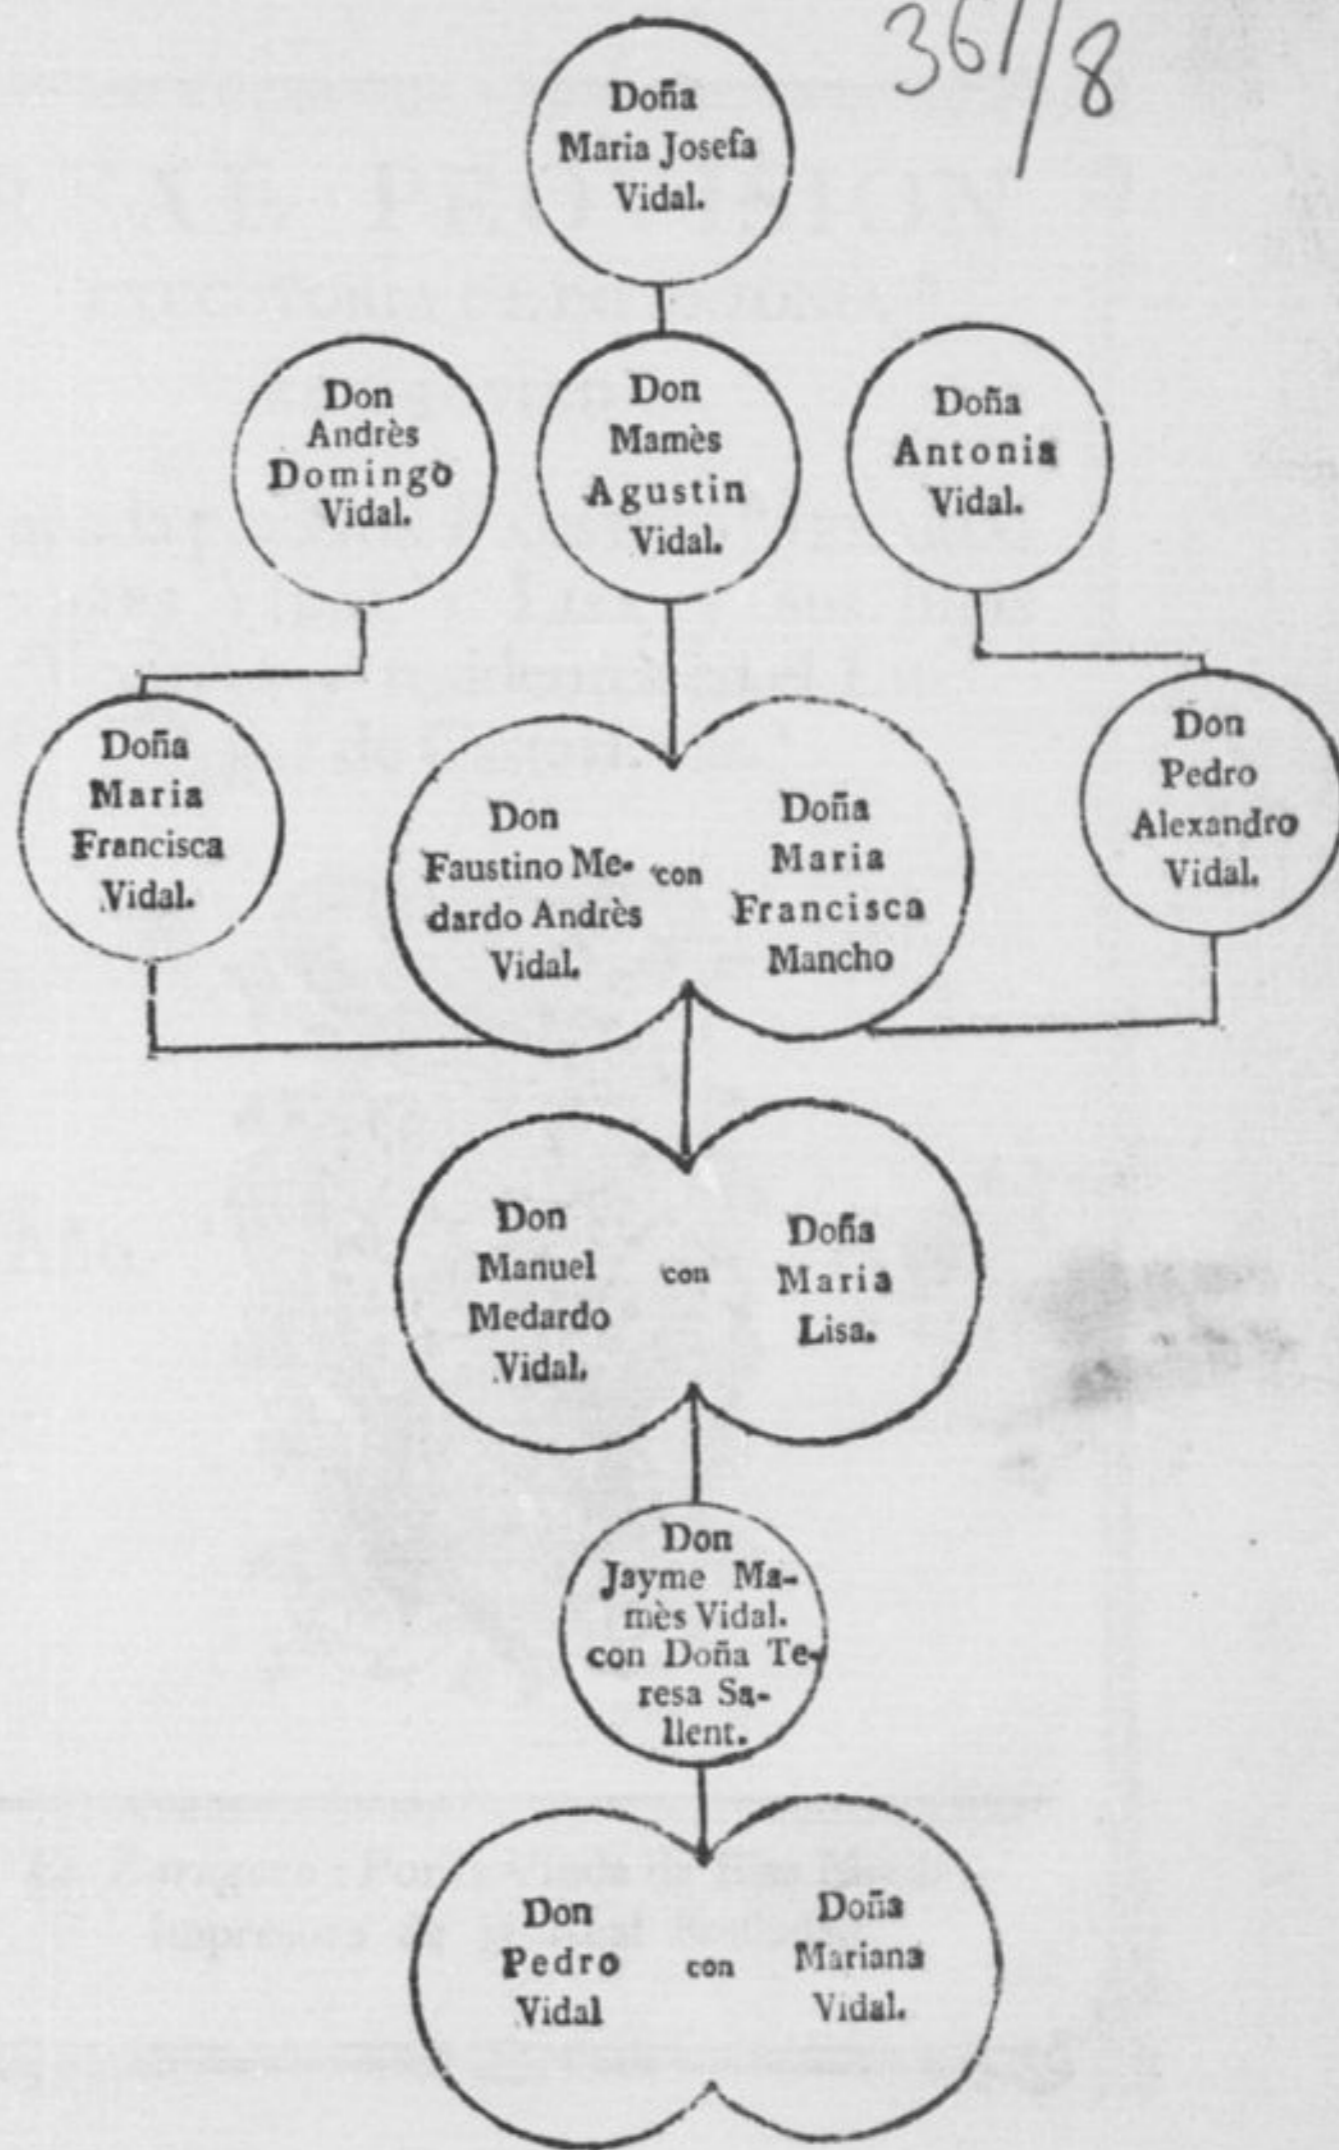 361/8
Doña
Maria Josefa
Vidal.
Don
Andrès
Domingo
Vidal.
Don
Mamès
Agustin
Vidal.
Doña
Antonia
Vidal.
Doña
Maria
Francisca
Vidal.
Don
Faustino Me-
dardo Andrès
Vidal.
con
Doña
Maria
Francisca
Mancho
Don
Pedro
Alexandro
Vidal.
Don
Manuel
Medardo
Vidal.
con
Doña
Maria
Lisa.
Don
Jayme Ma-
mès Vidal.
con Doña Te-
resa Sa-
llent.
Don
Pedro
Vidal
con
Doña
Mariana
Vidal.